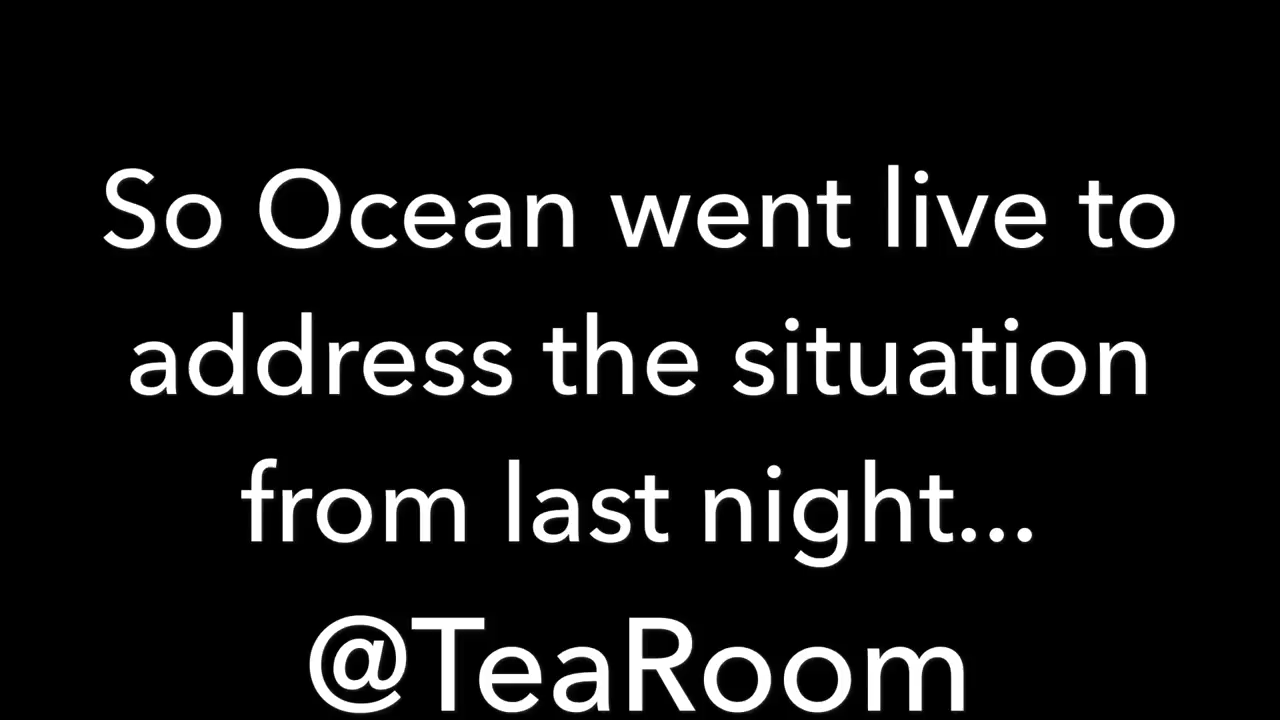 So Ocean went live to
address the situation
from last night...
@TeaRoom